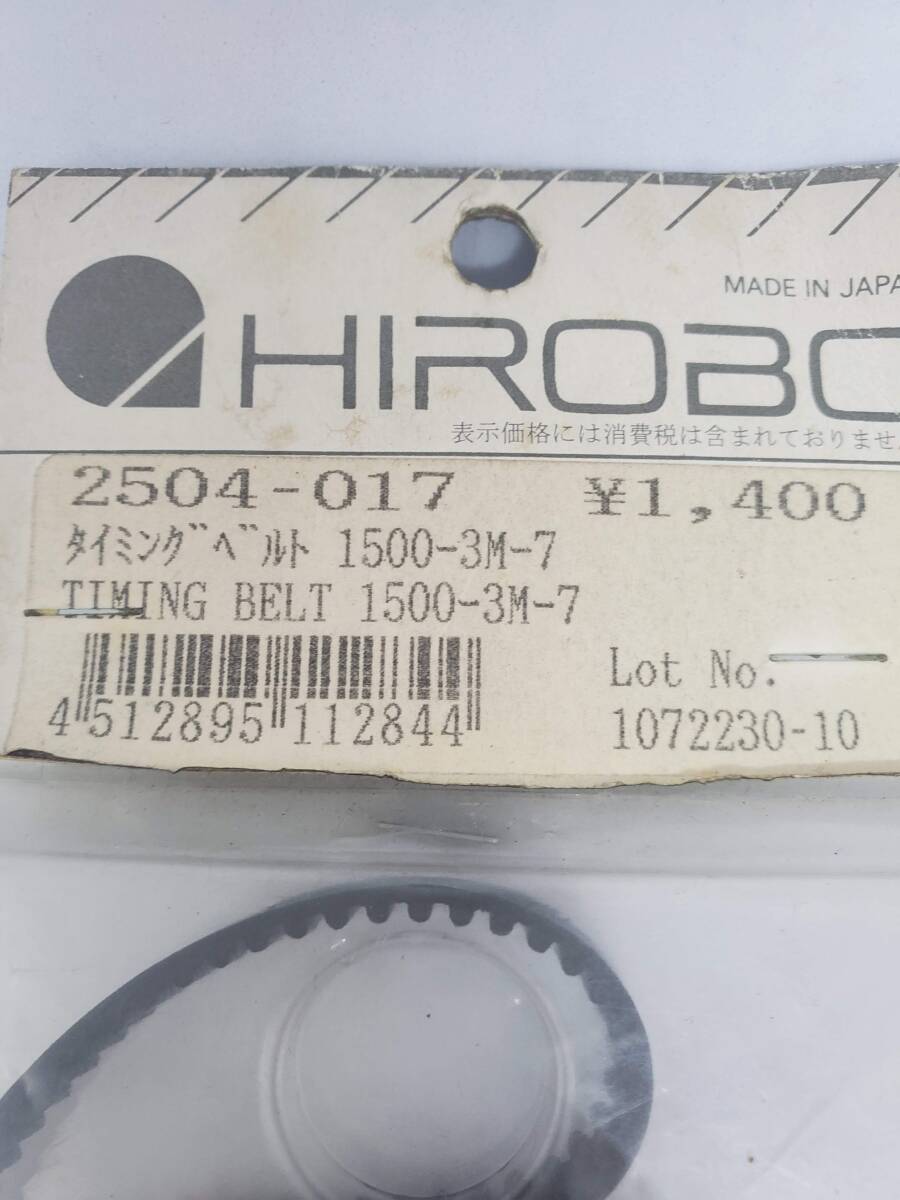 MADE IN JAPA
HIROBO
表示価格には消費税は含まれておりませ
2504-017 ¥1,400
ﾀｲﾐﾝｸﾞﾍﾞﾙﾄ 1500-3M-7
TIMING BELT 1500-3M-7
Lot No.
4 512895 112844 1072230-10